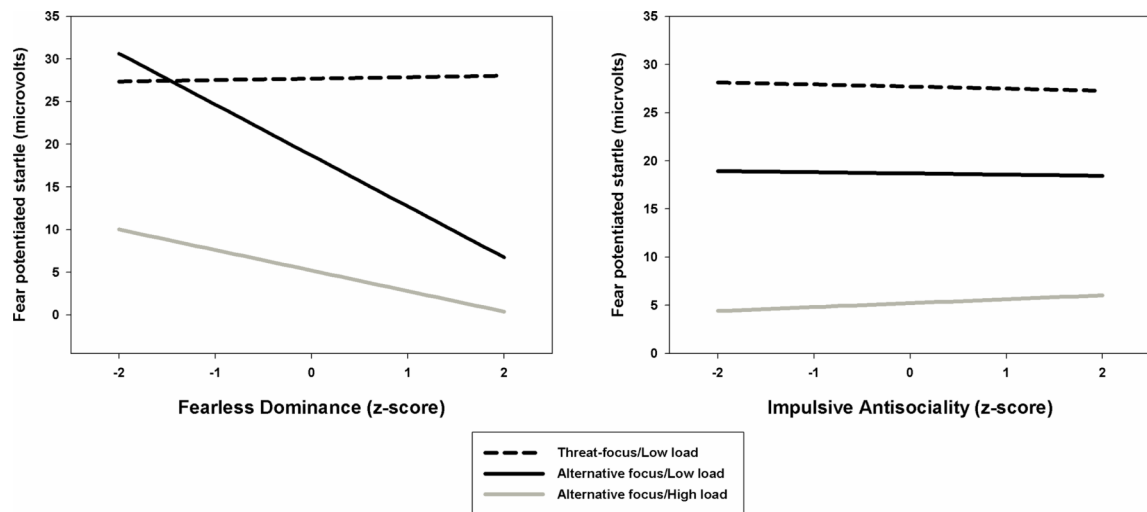 Fear potentiated startle (micrvolts)
35
30
25
20
15
10
5
0
-2 -1 0 1 2
Fearless Dominance (z-score)
Fear potentiated startle (micrvolts)
35
30
25
20
15
10
5
0
-2 -1 0 1 2
Impulsive Antisociality (z-score)
Threat-focus/Low load
Alternative focus/Low load
Alternative focus/High load